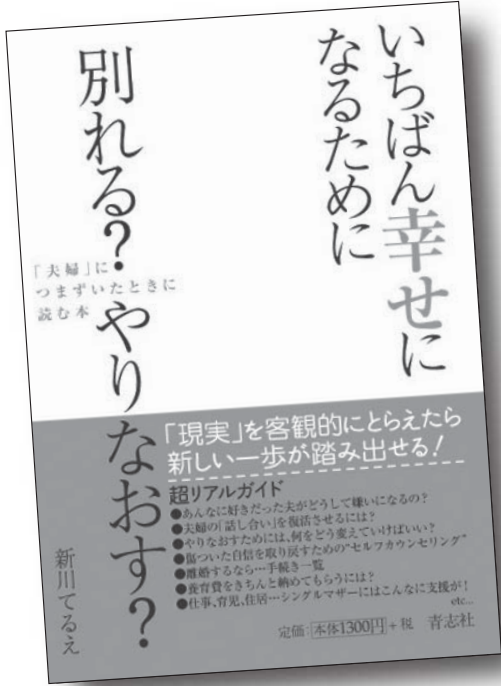 いちばん幸せに
なるために
別れる?やりなおす?
「夫婦」に
つまずいたときに
読む本
新川てるえ
「現実」を客観的にとらえたら
新しい一歩が踏み出せる!
超リアルガイド
●あんなに好きだった夫がどうして嫌いになるの?
●夫婦の「話し合い」を復活させるには?
●やりなおすためには、何をどう変えていけばいい?
●傷ついた自信を取り戻すための“セルフカウンセリング”
●離婚するなら…手続き一覧
●養育費をきちんと納めてもらうには?
●仕事、育児、住居…シングルマザーにはこんなに支援が!
etc...
定価:本体1300円+税 青志社